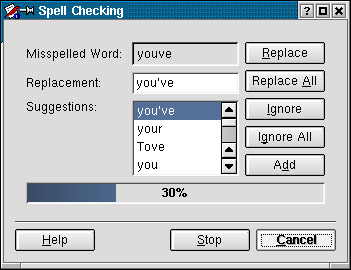 Spell Checking
Misspelled Word: youve Replace
Replacement: you've Replace All
Suggestions: you've Ignore
your
Tove Ignore All
you Add
30%
Help Stop Cancel